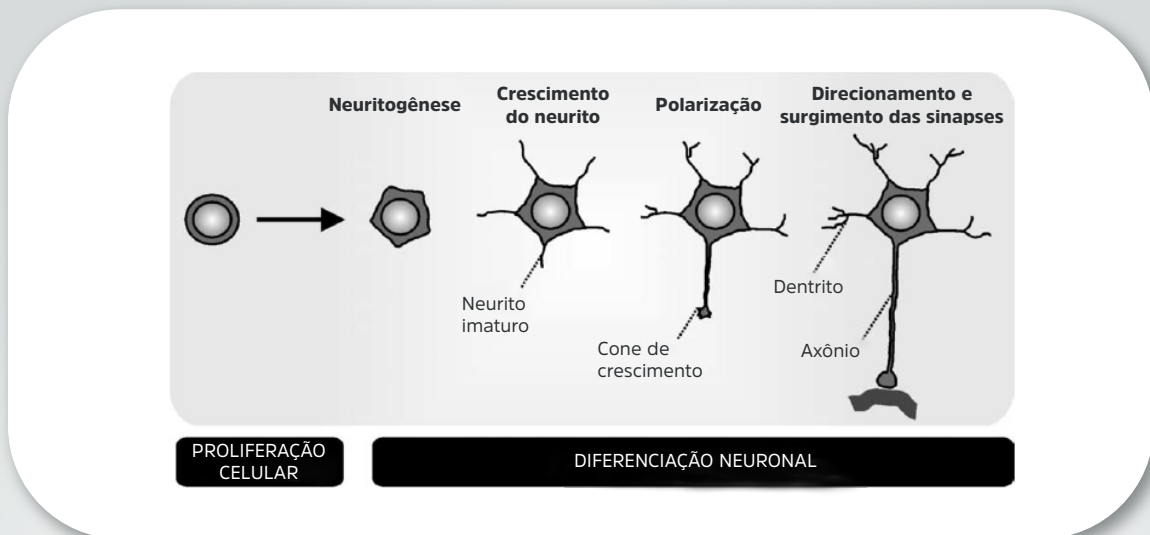 Neuritogênese
Crescimento
do neurito
Polarização
Direcionamento e
surgimento das sinapses
Neurito
imaturo
Cone de
crescimento
Dentrito
Axônio
PROLIFERAÇÃO
CELULAR
DIFERENCIAÇÃO NEURONAL